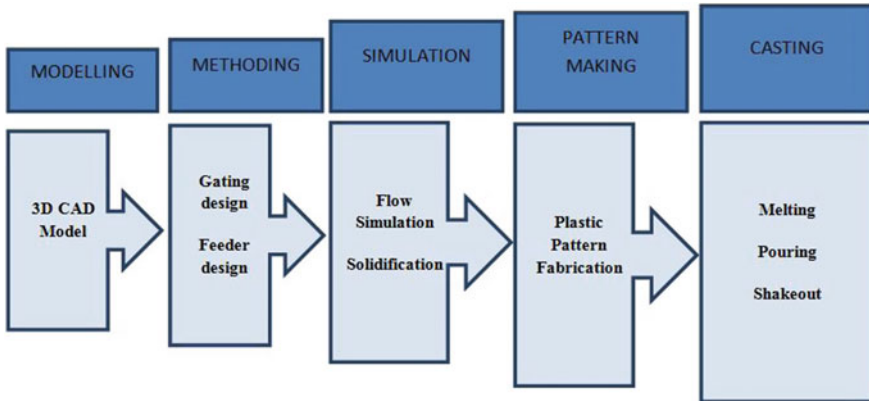 MODELLING
METHODING
SIMULATION
PATTERN
MAKING
CASTING
3D CAD
Model
Gating
design
Feeder
design
Flow
Simulation
Solidification
Plastic
Pattern
Fabrication
Melting
Pouring
Shakeout